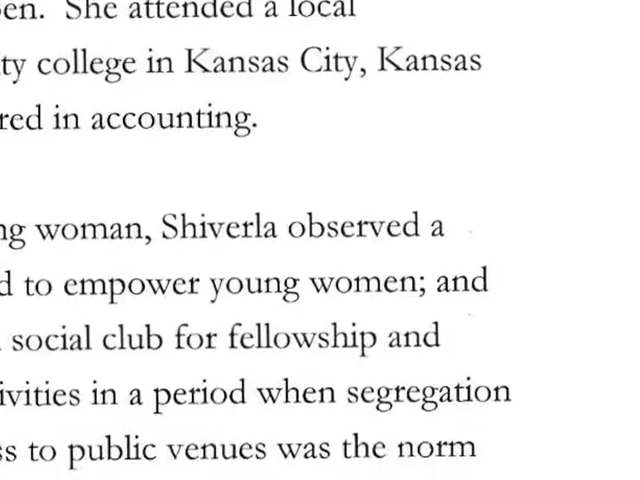 en. She attended a local
ty college in Kansas City, Kansas
red in accounting.
ng woman, Shiverla observed a
d to empower young women; and
social club for fellowship and
ivities in a period when segregation
ss to public venues was the norm